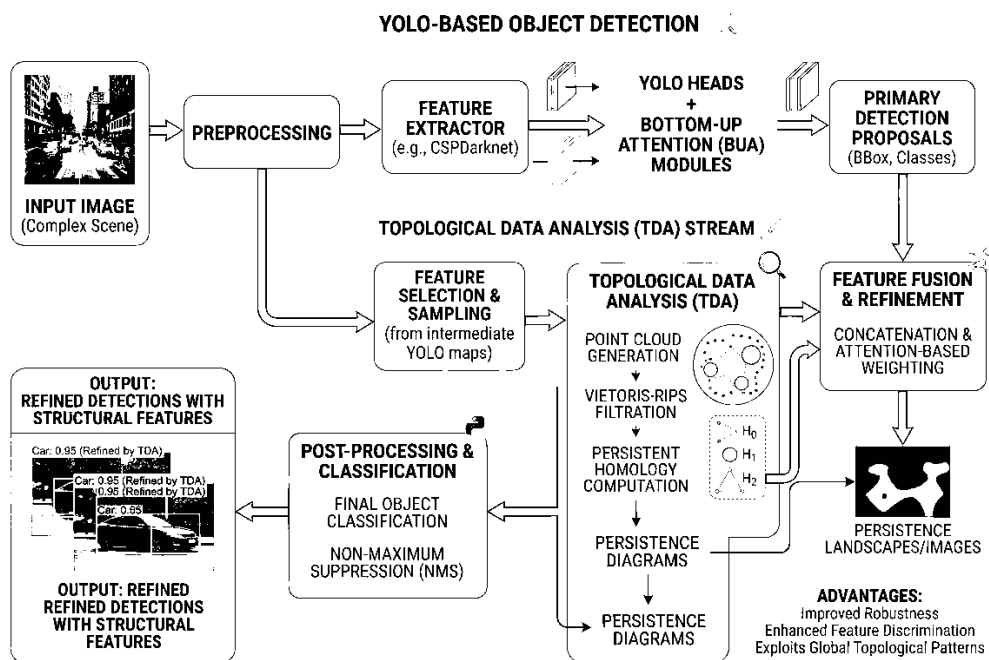 YOLO-BASED OBJECT DETECTION
INPUT IMAGE
(Complex Scene)
PREPROCESSING
FEATURE
EXTRACTOR
(e.g., CSPDarknet)
YOLO HEADS
+
BOTTOM-UP
ATTENTION (BUA)
MODULES
PRIMARY
DETECTION
PROPOSALS
(BBox, Classes)
TOPOLOGICAL DATA ANALYSIS (TDA) STREAM
FEATURE
SELECTION &
SAMPLING
(from intermediate
YOLO maps)
TOPOLOGICAL DATA
ANALYSIS (TDA)
POINT CLOUD
GENERATION
VIETORIS-RIPS
FILTRATION
PERSISTENT
HOMOLOGY
COMPUTATION
H₀
H₁
H₂
PERSISTENCE
DIAGRAMS
PERSISTENCE
DIAGRAMS
FEATURE FUSION
& REFINEMENT
CONCATENATION &
ATTENTION-BASED
WEIGHTING
PERSISTENCE
LANDSCAPES/IMAGES
ADVANTAGES:
Improved Robustness
Enhanced Feature Discrimination
Exploits Global Topological Patterns
POST-PROCESSING &
CLASSIFICATION
FINAL OBJECT
CLASSIFICATION
NON-MAXIMUM
SUPPRESSION (NMS)
OUTPUT:
REFINED DETECTIONS WITH
STRUCTURAL FEATURES
Car: 0.95 (Refined by TDA)
Car: 0.95 (Refined by TDA)
0.95 (Refined by TDA)
Car: 0.85
OUTPUT: REFINED
REFINED DETECTIONS
WITH STRUCTURAL
FEATURES